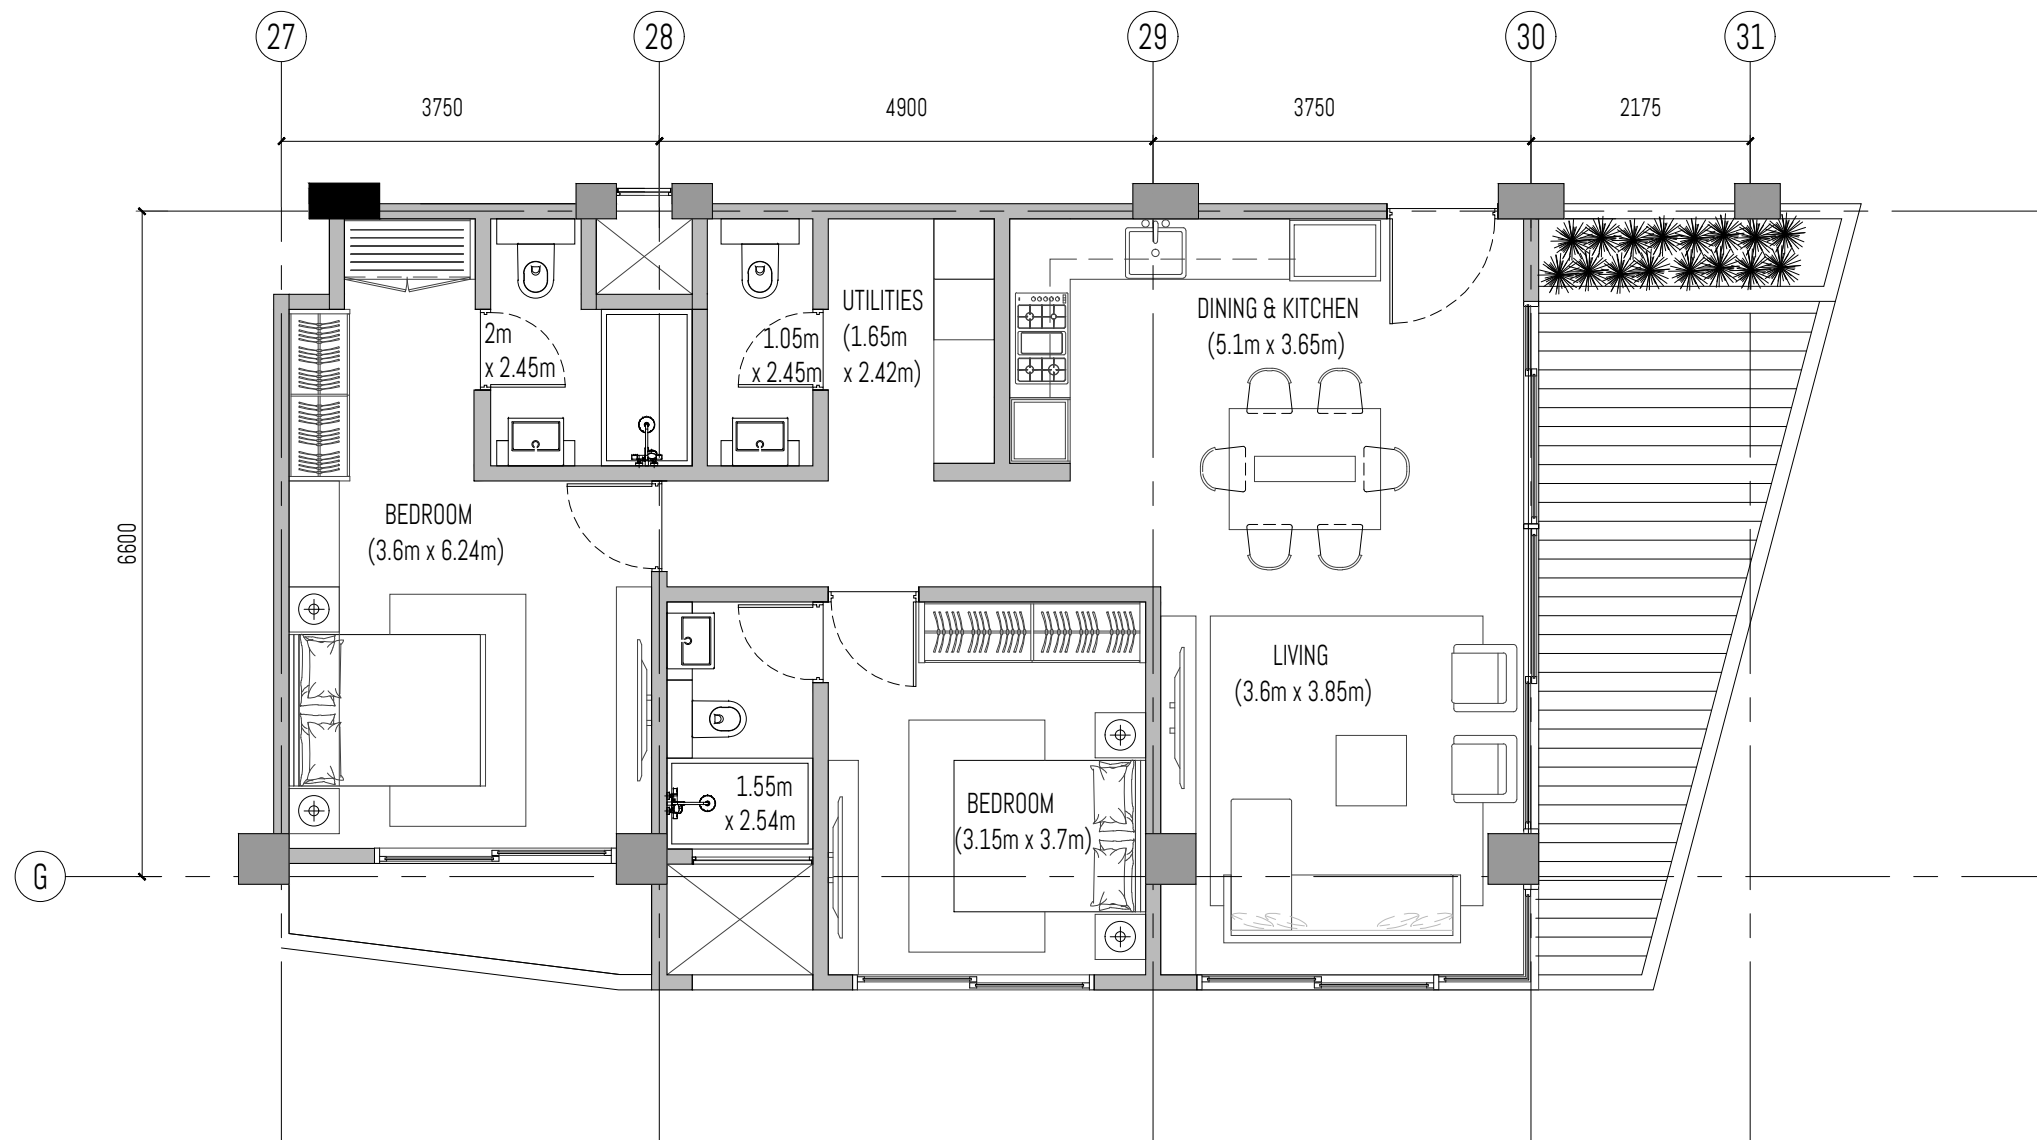 27
28
29
30
31
3750
4900
3750
2175
6600
G
UTILITIES
(1.65m
x 2.42m)
DINING & KITCHEN
(5.1m x 3.65m)
2m
x 2.45m
1.05m
x 2.45m
BEDROOM
(3.6m x 6.24m)
LIVING
(3.6m x 3.85m)
1.55m
x 2.54m
BEDROOM
(3.15m x 3.7m)